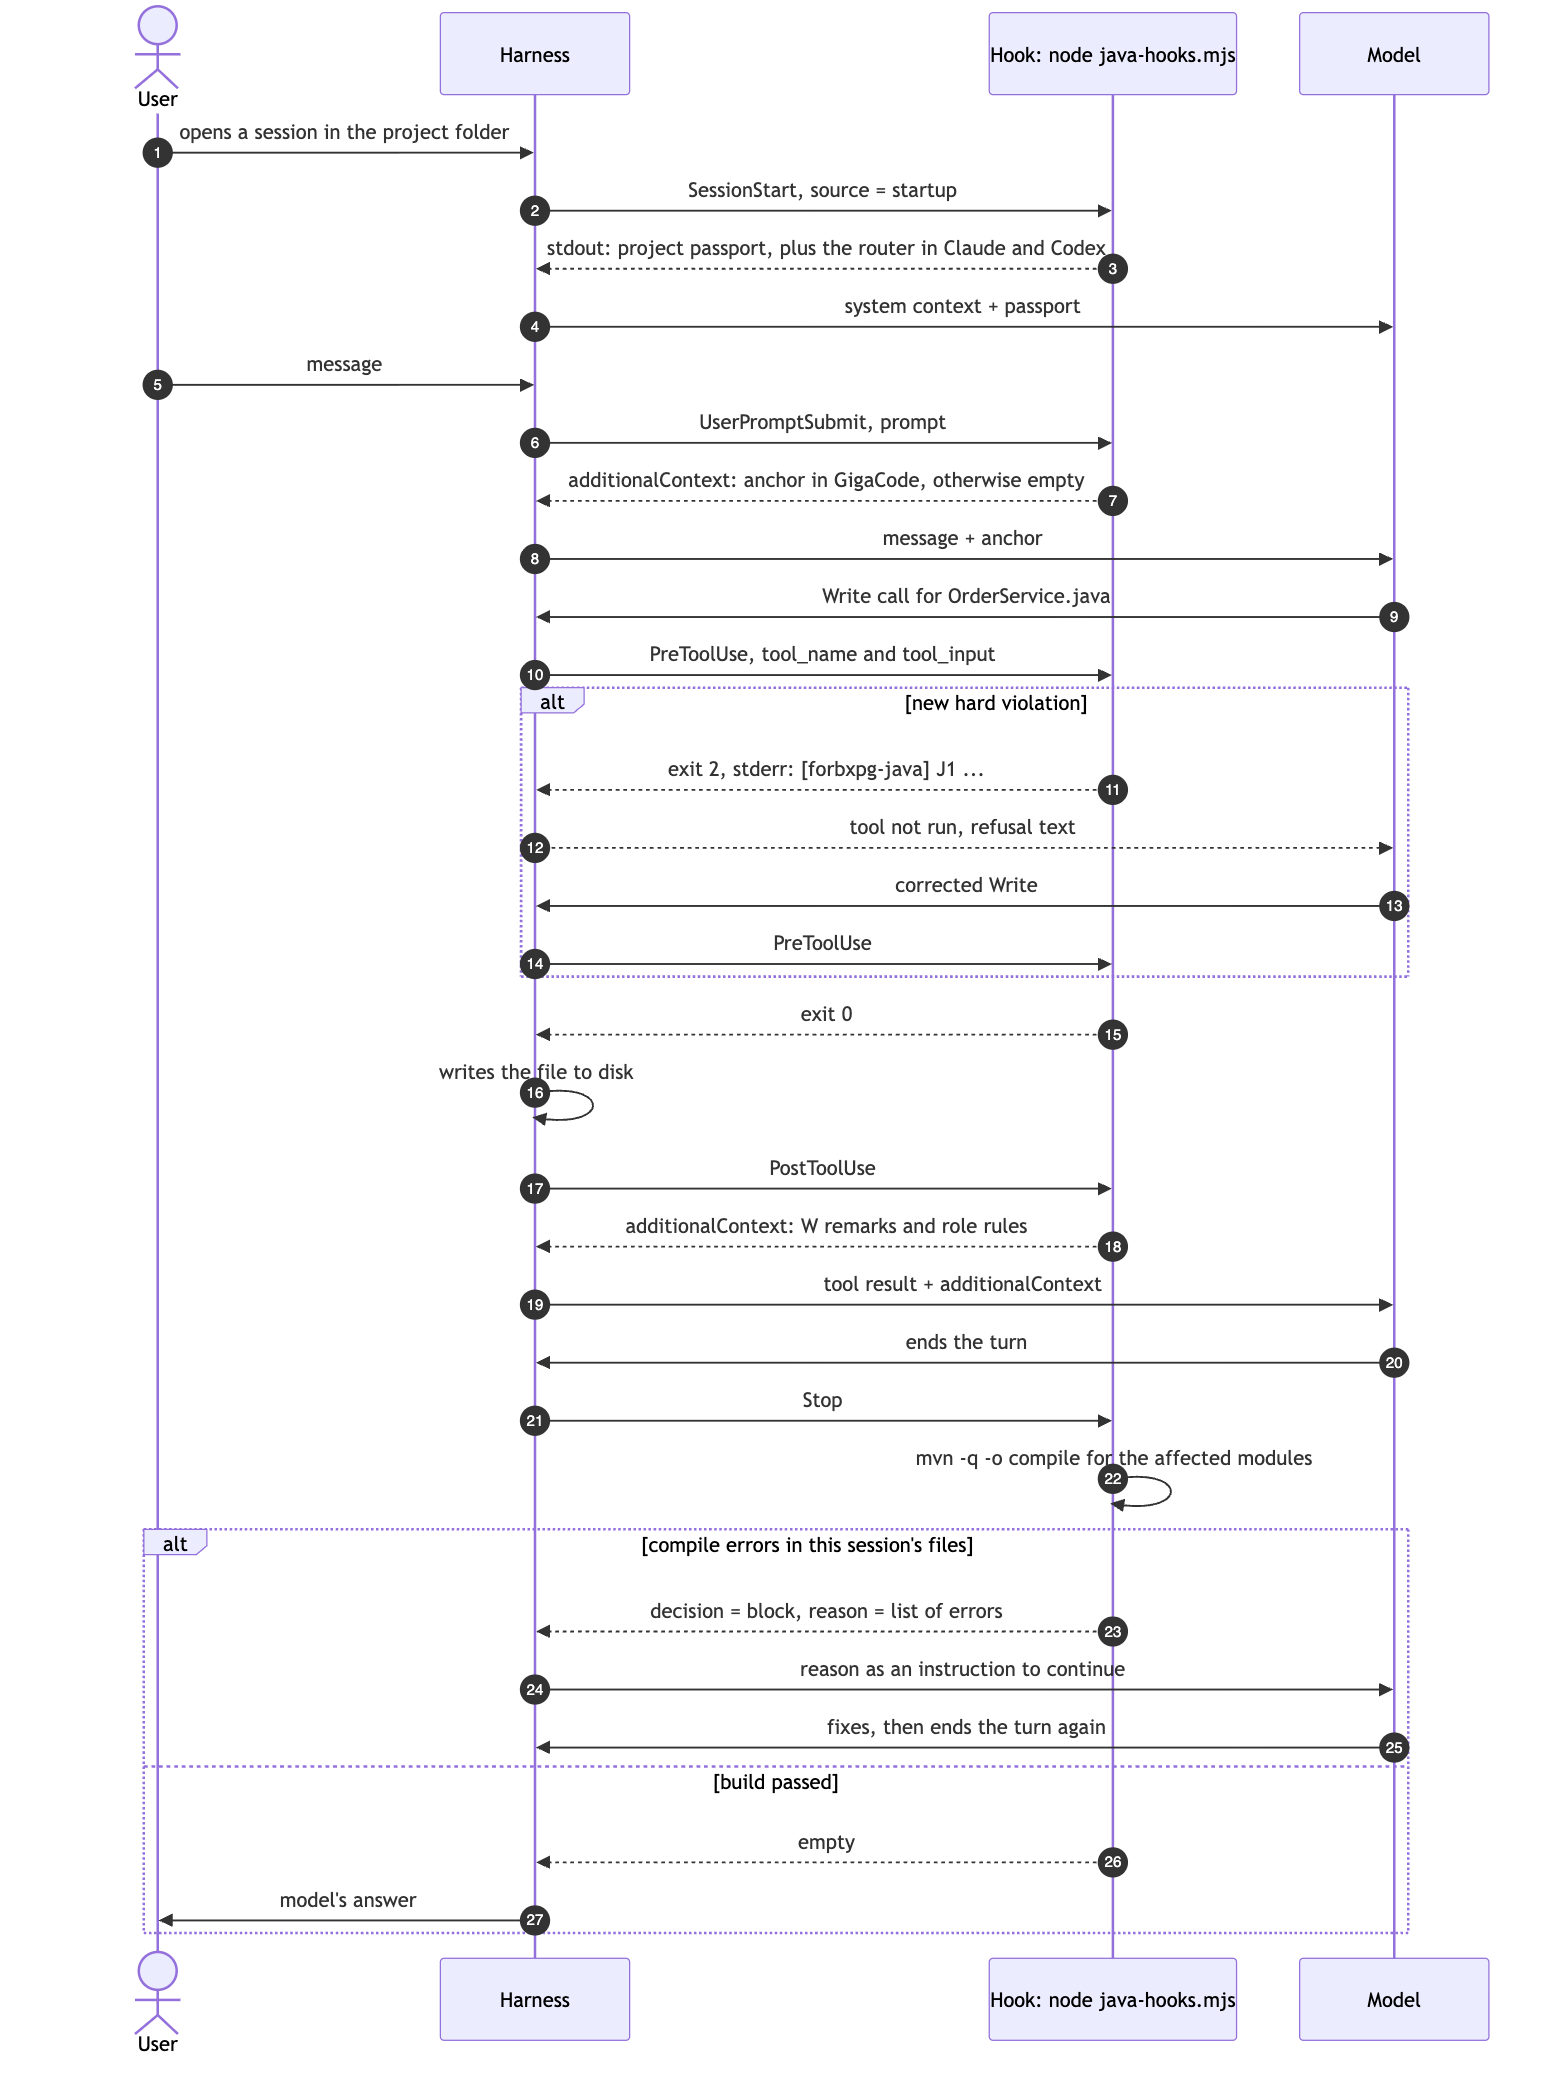 User
Harness
Hook: node java-hooks.mjs
Model
opens a session in the project folder
1
SessionStart, source = startup
2
stdout: project passport, plus the router in Claude and Codex
3
system context + passport
4
message
5
UserPromptSubmit, prompt
6
additionalContext: anchor in GigaCode, otherwise empty
7
message + anchor
8
Write call for OrderService.java
9
PreToolUse, tool_name and tool_input
10
alt
[new hard violation]
exit 2, stderr: [forbxpg-java] J1 ...
11
tool not run, refusal text
12
corrected Write
13
PreToolUse
14
exit 0
15
writes the file to disk
16
PostToolUse
17
additionalContext: W remarks and role rules
18
tool result + additionalContext
19
ends the turn
20
Stop
21
mvn -q -o compile for the affected modules
22
alt
[compile errors in this session's files]
decision = block, reason = list of errors
23
reason as an instruction to continue
24
fixes, then ends the turn again
25
[build passed]
empty
26
model's answer
27
User
Harness
Hook: node java-hooks.mjs
Model